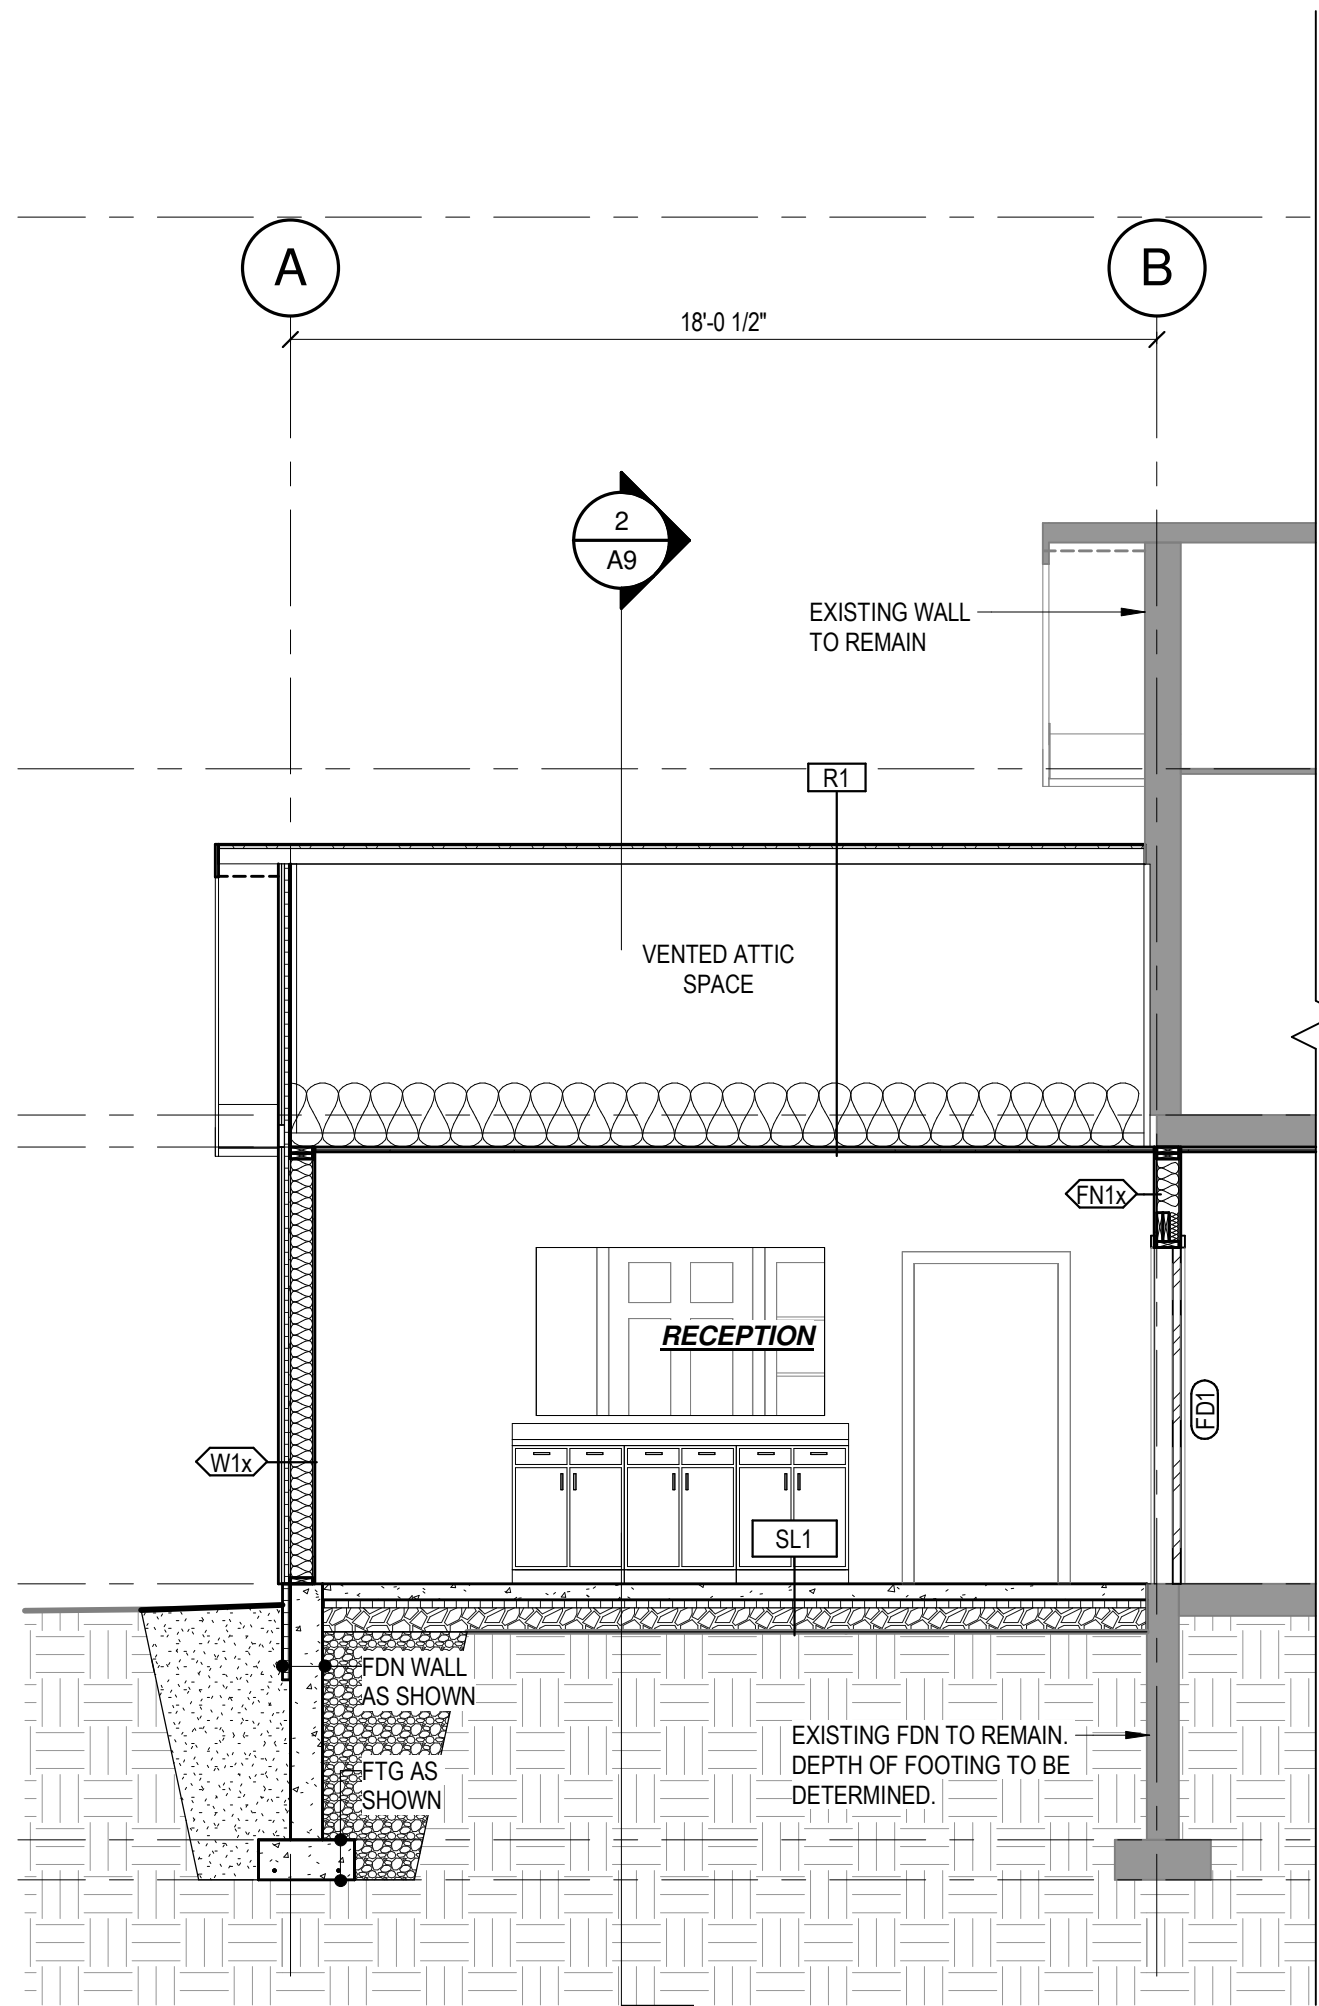 A
B
18'-0 1/2"
2
A9
EXISTING WALL
TO REMAIN
R1
VENTED ATTIC
SPACE
FN1x
RECEPTION
FD1
W1x
SL1
FDN WALL
AS SHOWN
EXISTING FDN TO REMAIN.
DEPTH OF FOOTING TO BE
DETERMINED.
FTG AS
SHOWN